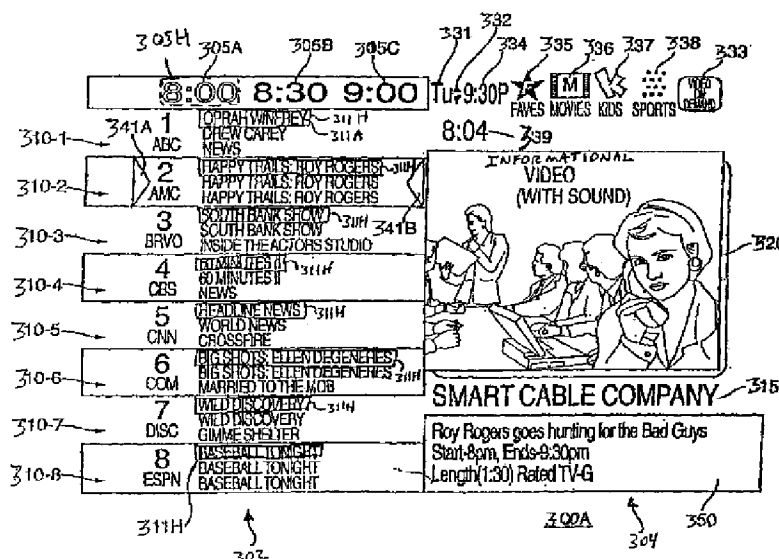 305H 305A 305B 305C 331 332 334 335 336 337 338 333
8:00 8:30 9:00 Tu 9:30P M
FAVES MOVIES KIDS SPORTS VIDEO ON DEMAND
8:04 339
310-1 1 ABC
OPRAH WINFREY 311H
DREW CAREY 311A
NEWS
341A
310-2 2 AMC
HAPPY TRAILS: ROY ROGERS 311H
HAPPY TRAILS: ROY ROGERS
HAPPY TRAILS: ROY ROGERS
341B
310-3 3 BRVO
SOUTH BANK SHOW 311H
SOUTH BANK SHOW
INSIDE THE ACTORS STUDIO
310-4 4 CBS
60 MINUTES II 311H
60 MINUTES II
NEWS
310-5 5 CNN
HEADLINE NEWS 311H
WORLD NEWS
CROSSFIRE
310-6 6 COM
BIG SHOTS: ELLEN DEGENERES
BIG SHOTS: ELLEN DEGENERES 311H
MARRIED TO THE MOB
310-7 7 DISC
WILD DISCOVERY 311H
WILD DISCOVERY
GIMME SHELTER
310-8 8 ESPN
BASEBALL TONIGHT
BASEBALL TONIGHT
BASEBALL TONIGHT
311H
303
INFORMATIONAL
VIDEO
(WITH SOUND)
320
SMART CABLE COMPANY 315
Roy Rogers goes hunting for the Bad Guys
Start-8pm, Ends-9:30pm
Length(1:30) Rated TV-G
300A 304 350